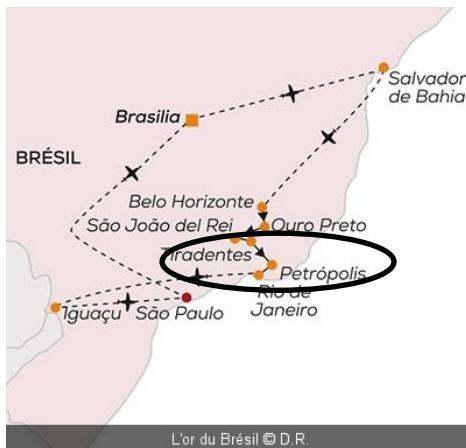 Salvador
de Bahia
Brasilia
BRÉSIL
Belo Horizonte
São João del Rei
Ouro Preto
Tiradentes
Petrópolis
Iguaçu
São Paulo
Rio de
Janeiro
L'or du Brésil © D.R.